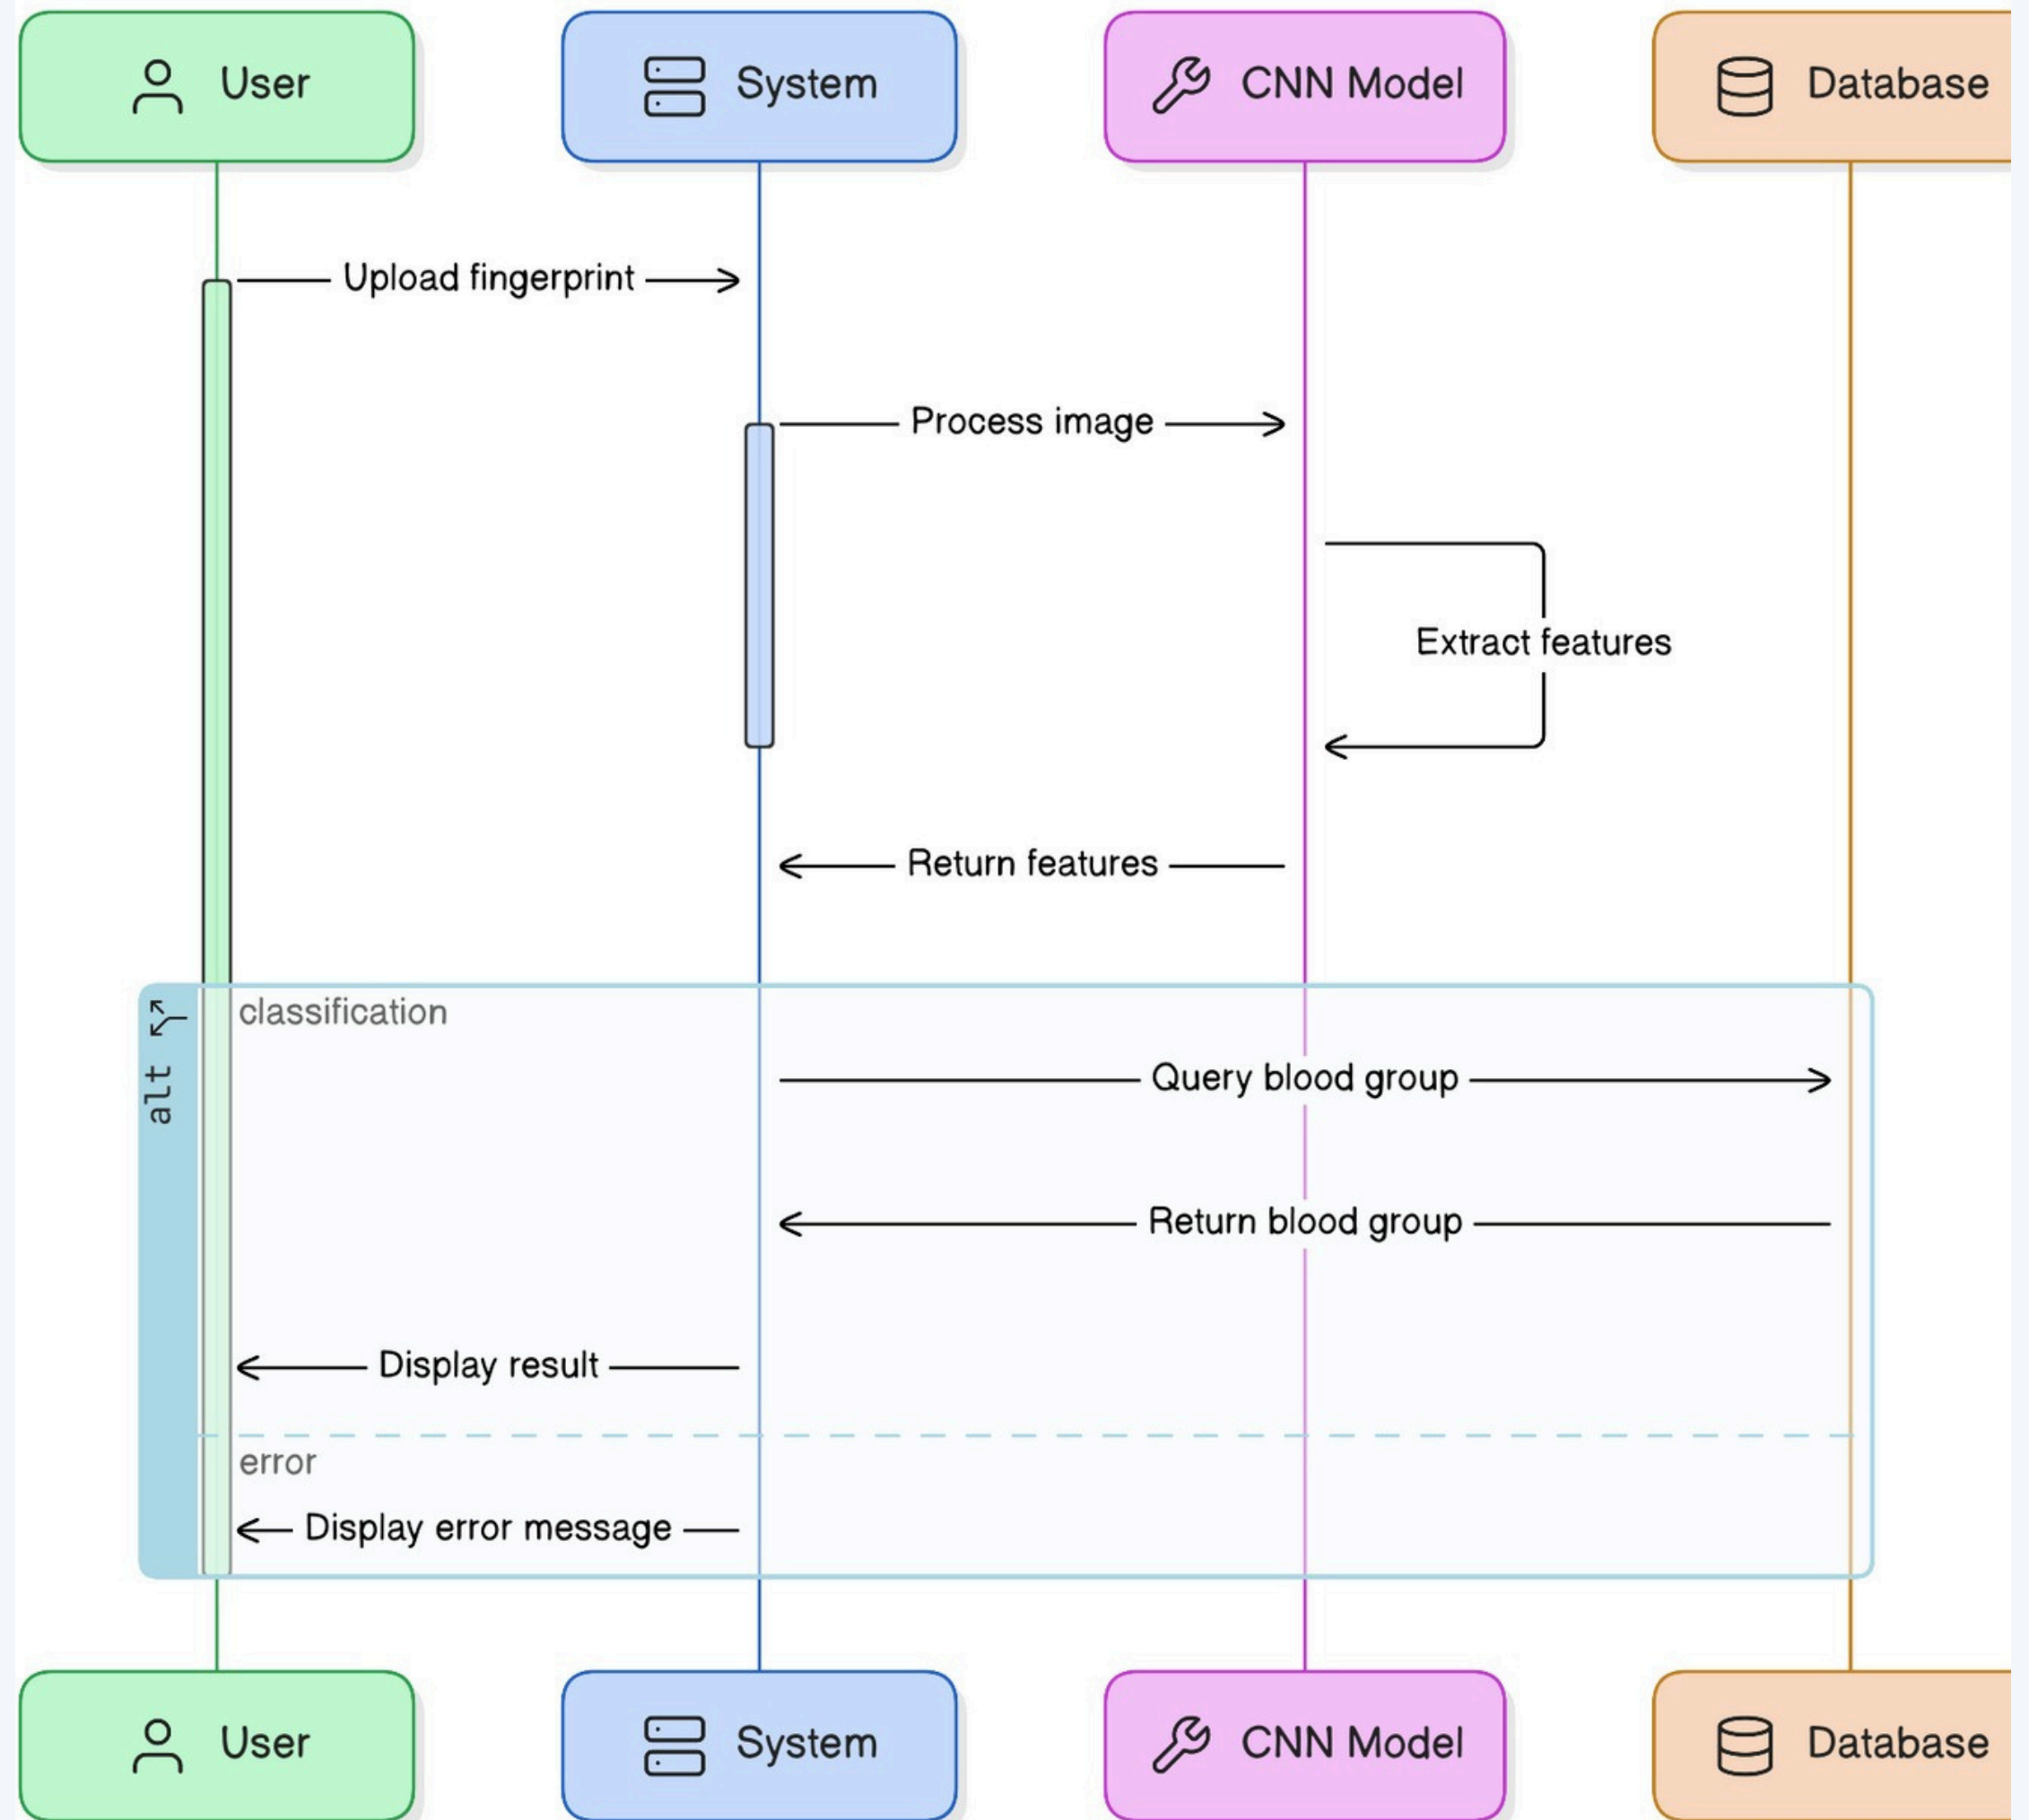 User
System
CNN Model
Database
Upload fingerprint
Process image
Extract features
Return features
alt
classification
Query blood group
Return blood group
Display result
error
Display error message
User
System
CNN Model
Database